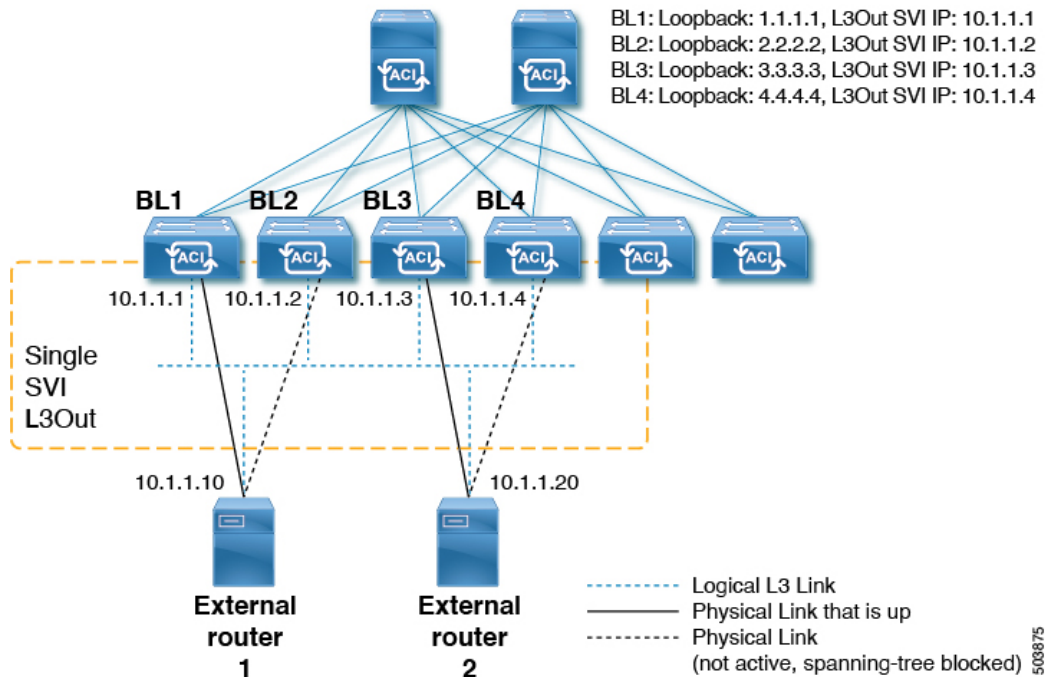 BL1: Loopback: 1.1.1.1, L3Out SVI IP: 10.1.1.1
BL2: Loopback: 2.2.2.2, L3Out SVI IP: 10.1.1.2
BL3: Loopback: 3.3.3.3, L3Out SVI IP: 10.1.1.3
BL4: Loopback: 4.4.4.4, L3Out SVI IP: 10.1.1.4
ACI
ACI
BL1
BL2
BL3
BL4
ACI
ACI
ACI
ACI
ACI
ACI
10.1.1.1
10.1.1.2
10.1.1.3
10.1.1.4
Single
SVI
L3Out
10.1.1.10
10.1.1.20
External
router
1
External
router
2
Logical L3 Link
Physical Link that is up
Physical Link
(not active, spanning-tree blocked)
503875